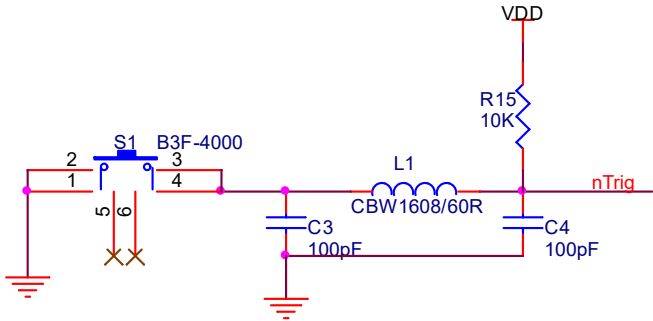 VDD
R15
10K
S1 B3F-4000
2 3
1 4
5 6
L1
CBW1608/60R
nTrig
C3
100pF
C4
100pF